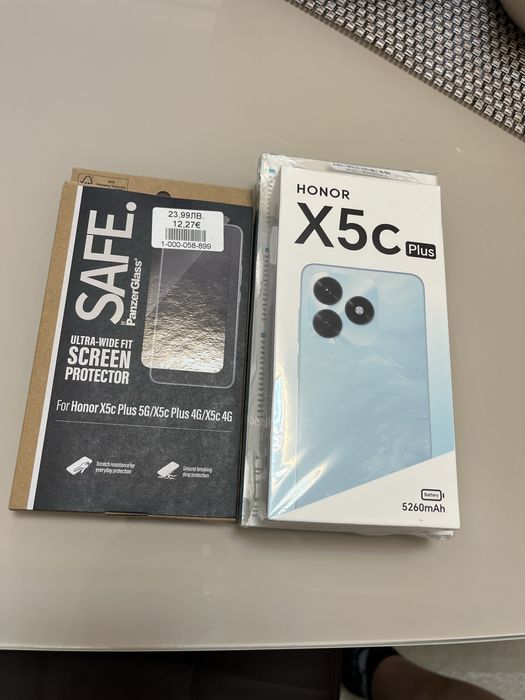 23,99ЛВ.
12,27€
1-000-058-899
SAFE.
by PanzerGlass®
ULTRA-WIDE FIT
SCREEN
PROTECTOR
For Honor X5c Plus 5G/X5c Plus 4G/X5c 4G
Scratch resistance for
everyday protection
Ground-breaking
drop protection
HONOR
X5c Plus
Battery
5260mAh